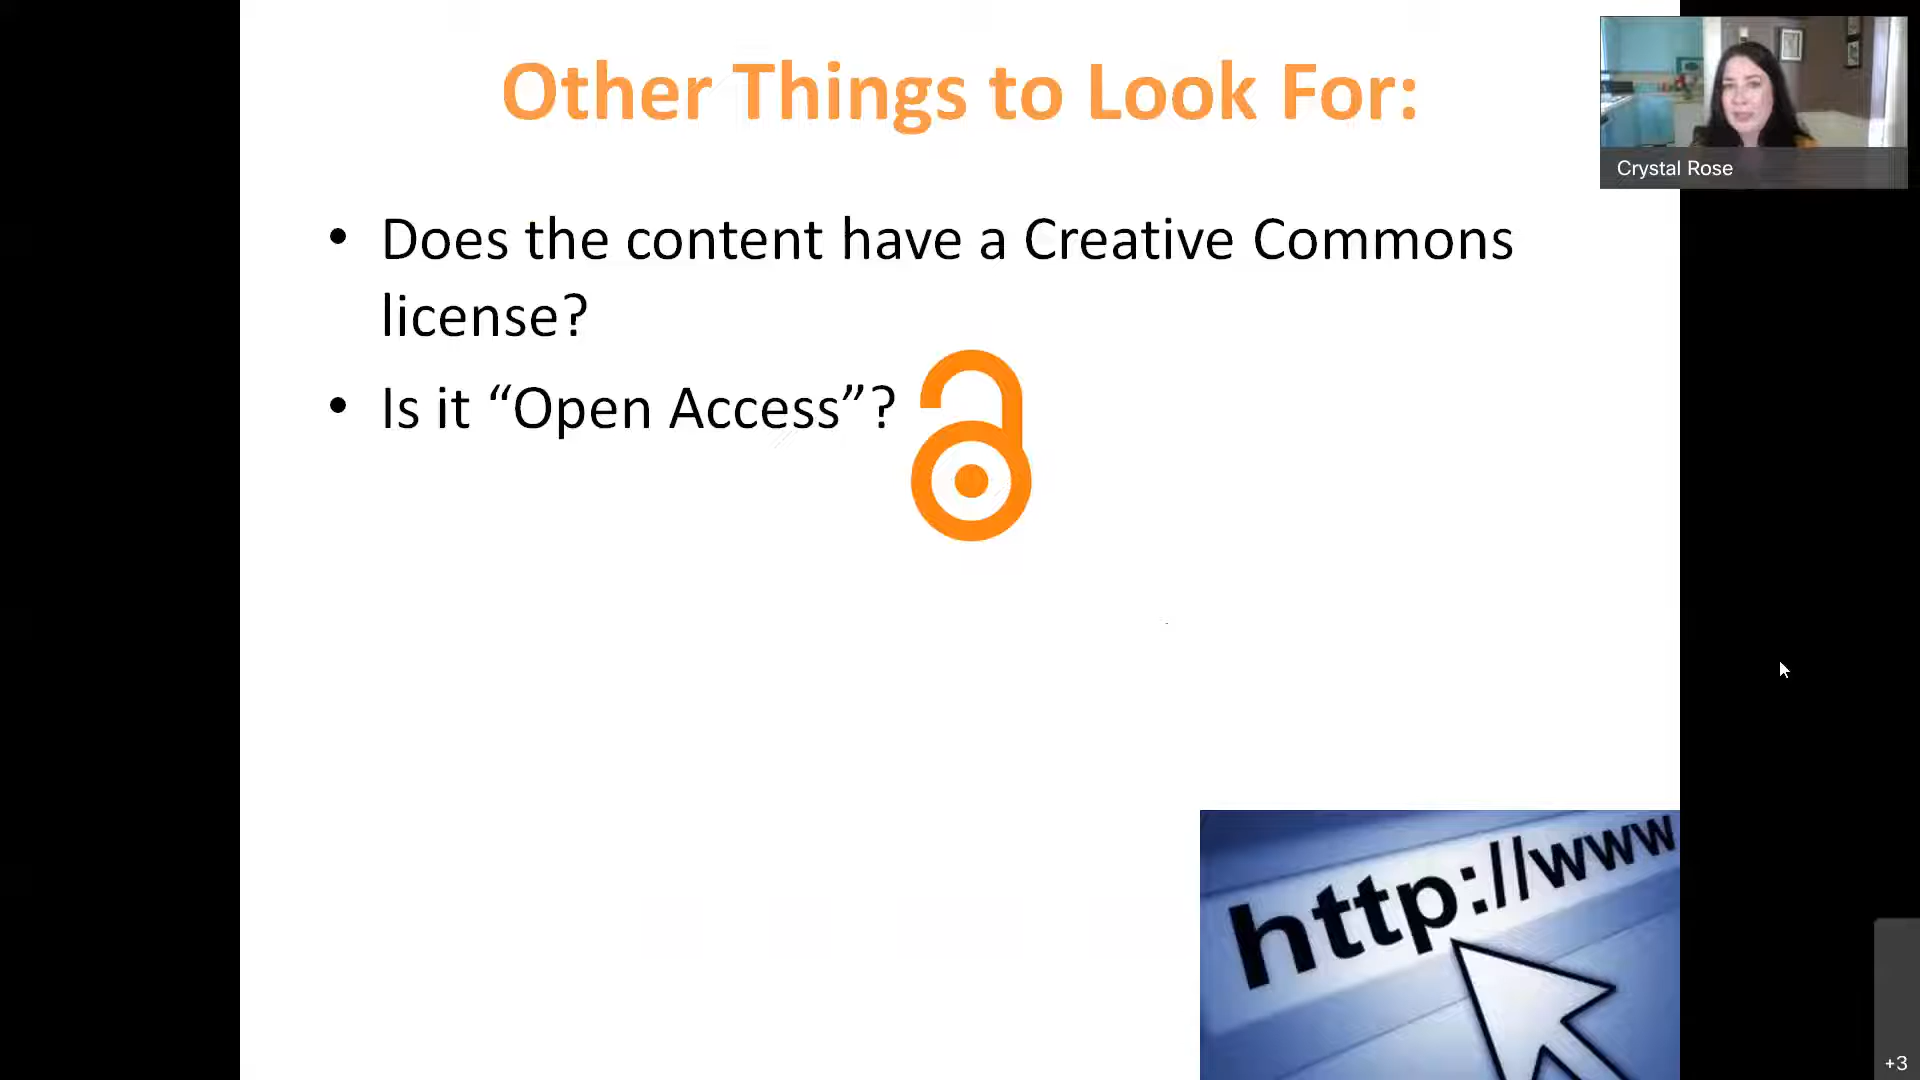 Other Things to Look For:
Crystal Rose
• Does the content have a Creative Commons
license?
• Is it “Open Access”?
http://www
+3